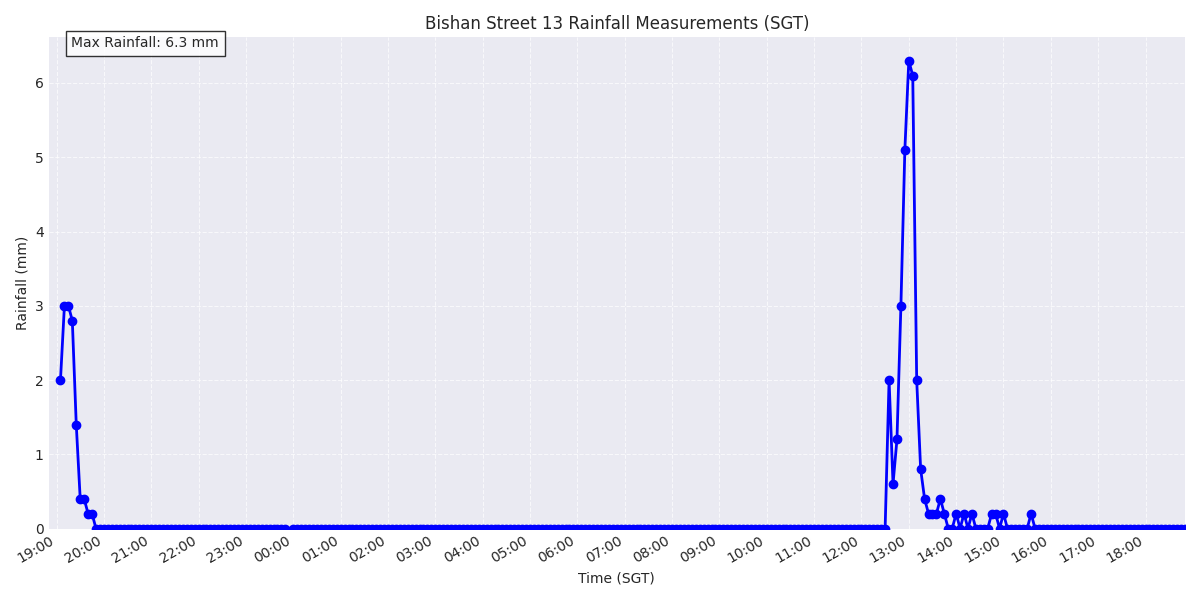 Bishan Street 13 Rainfall Measurements (SGT)
Max Rainfall: 6.3 mm
Rainfall (mm)
6
5
4
3
2
1
0
19:00 20:00 21:00 22:00 23:00 00:00 01:00 02:00 03:00 04:00 05:00 06:00 07:00 08:00 09:00 10:00 11:00 12:00 13:00 14:00 15:00 16:00 17:00 18:00
Time (SGT)